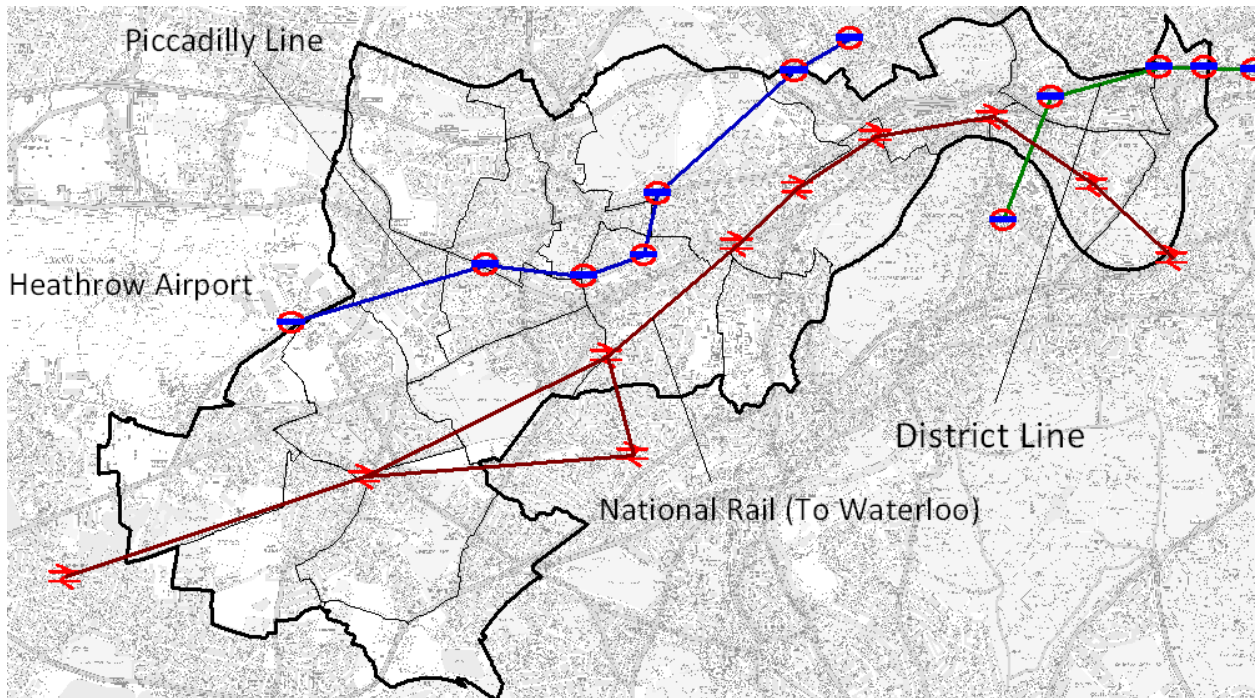 Piccadilly Line
Heathrow Airport
District Line
National Rail (To Waterloo)